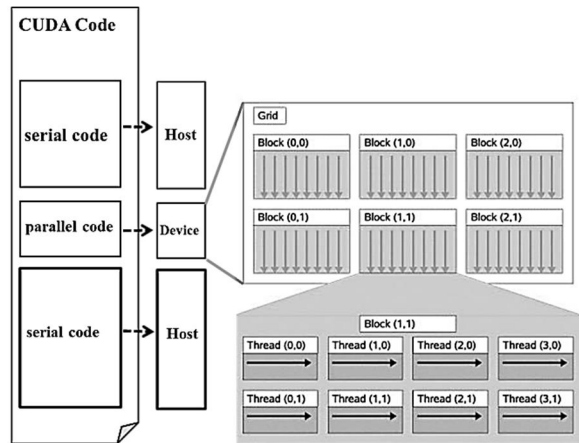 CUDA Code
serial code
Host
parallel code
Device
serial code
Host
Grid
Block (0,0)
Block (1,0)
Block (2,0)
Block (0,1)
Block (1,1)
Block (2,1)
Block (1,1)
Thread (0,0)
Thread (1,0)
Thread (2,0)
Thread (3,0)
Thread (0,1)
Thread (1,1)
Thread (2,1)
Thread (3,1)